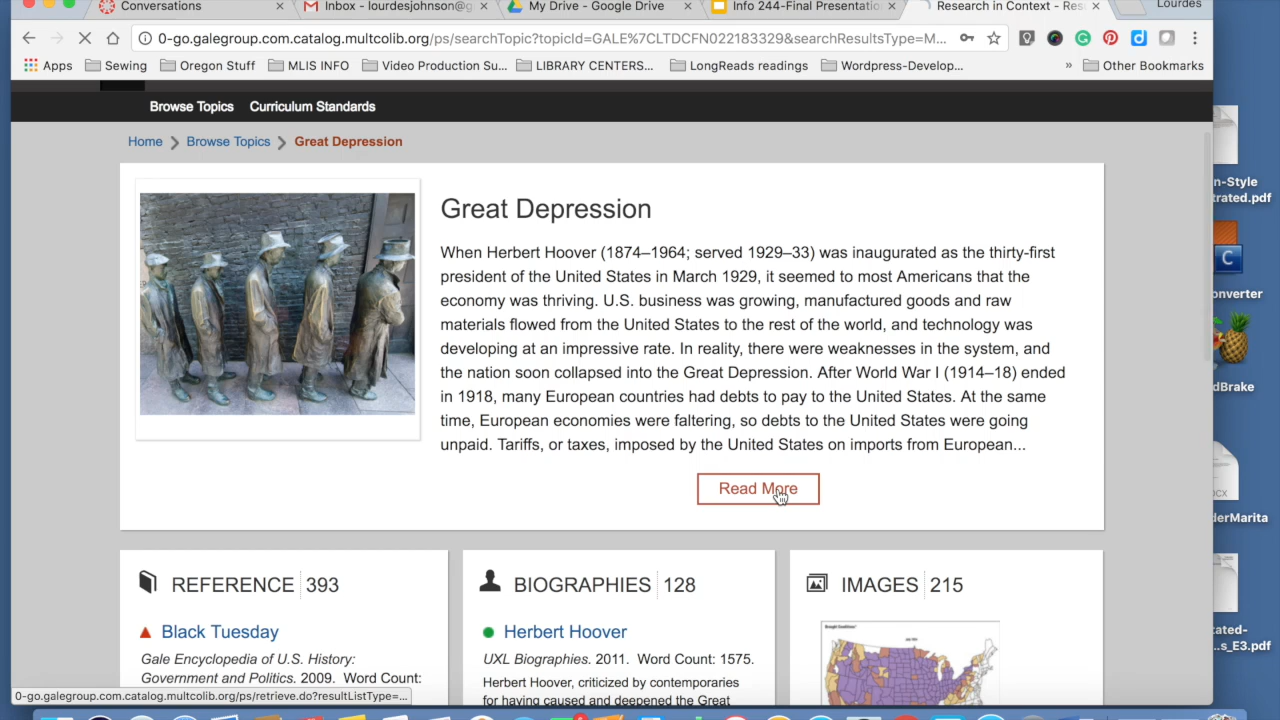 Conversations
Inbox - lourdesjohnson@g
My Drive - Google Drive
Info 244-Final Presentation
Research in Context - Res
Lourdes
0-go.galegroup.com.catalog.multcolib.org/ps/searchTopic?topicId=GALE%7CLTDCFN022183329&searchResultsType=M...
Apps
Sewing
Oregon Stuff
MLIS INFO
Video Production Su...
LIBRARY CENTERS...
LongReads readings
Wordpress-Develop...
»
Other Bookmarks
Browse Topics
Curriculum Standards
Home
Browse Topics
Great Depression
Great Depression
When Herbert Hoover (1874–1964; served 1929–33) was inaugurated as the thirty-first
president of the United States in March 1929, it seemed to most Americans that the
economy was thriving. U.S. business was growing, manufactured goods and raw
materials flowed from the United States to the rest of the world, and technology was
developing at an impressive rate. In reality, there were weaknesses in the system, and
the nation soon collapsed into the Great Depression. After World War I (1914–18) ended
in 1918, many European countries had debts to pay to the United States. At the same
time, European economies were faltering, so debts to the United States were going
unpaid. Tariffs, or taxes, imposed by the United States on imports from European...
Read More
REFERENCE 393
Black Tuesday
Gale Encyclopedia of U.S. History:
Government and Politics. 2009. Word Count:
BIOGRAPHIES 128
Herbert Hoover
UXL Biographies. 2011. Word Count: 1575.
Herbert Hoover, criticized by contemporaries
for having caused and deepened the Great
IMAGES 215
0-go.galegroup.com.catalog.multcolib.org/ps/retrieve.do?resultListType=...
n-Style
trated.pdf
C
onverter
dBrake
CX
derMarita
tated-
..s_E3.pdf